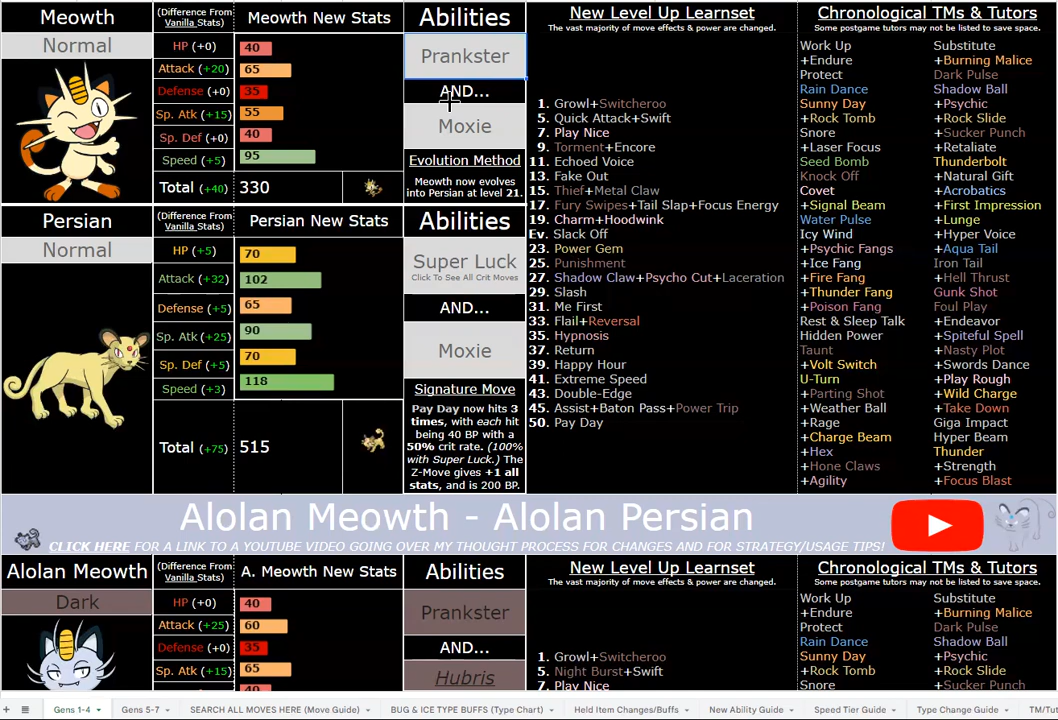 Meowth
(Difference From
Vanilla Stats)
Meowth New Stats
Abilities
New Level Up Learnset
The vast majority of move effects & power are changed.
Chronological TMs & Tutors
Some postgame tutors may not be listed to save space.
Normal
HP (+0)
40
Attack (+20)
65
Defense (+0)
35
Sp. Atk (+15)
55
Sp. Def (+0)
40
Speed (+5)
95
Total (+40)
330
Prankster
AND...
Moxie
Evolution Method
Meowth now evolves
into Persian at level 21.
Persian
(Difference From
Vanilla Stats)
Persian New Stats
Abilities
Normal
HP (+5)
70
Attack (+32)
102
Defense (+5)
65
Sp. Atk (+25)
90
Sp. Def (+5)
70
Speed (+3)
118
Total (+75)
515
Super Luck
Click To See All Crit Moves
AND...
Moxie
Signature Move
Pay Day now hits 3
times, with each hit
being 40 BP with a
50% crit rate. (100%
with Super Luck.) The
Z-Move gives +1 all
stats, and is 200 BP.
1. Growl+Switcheroo
5. Quick Attack+Swift
7. Play Nice
9. Torment+Encore
11. Echoed Voice
13. Fake Out
15. Thief+Metal Claw
17. Fury Swipes+Tail Slap+Focus Energy
19. Charm+Hoodwink
Ev. Slack Off
23. Power Gem
25. Punishment
27. Shadow Claw+Psycho Cut+Laceration
29. Slash
31. Me First
33. Flail+Reversal
35. Hypnosis
37. Return
39. Happy Hour
41. Extreme Speed
43. Double-Edge
45. Assist+Baton Pass+Power Trip
50. Pay Day
Work Up
+Endure
Protect
Rain Dance
Sunny Day
+Rock Tomb
Snore
+Laser Focus
Seed Bomb
Knock Off
Covet
+Signal Beam
Water Pulse
Icy Wind
+Psychic Fangs
+Ice Fang
+Fire Fang
+Thunder Fang
+Poison Fang
Rest & Sleep Talk
Hidden Power
Taunt
+Volt Switch
U-Turn
+Parting Shot
+Weather Ball
+Rage
+Charge Beam
+Hex
+Hone Claws
+Agility
Substitute
+Burning Malice
Dark Pulse
Shadow Ball
+Psychic
+Rock Slide
+Sucker Punch
+Retaliate
Thunderbolt
+Natural Gift
+Acrobatics
+First Impression
+Lunge
+Hyper Voice
+Aqua Tail
Iron Tail
+Hell Thrust
Gunk Shot
Foul Play
+Endeavor
+Spiteful Spell
+Nasty Plot
+Swords Dance
+Play Rough
+Wild Charge
+Take Down
Giga Impact
Hyper Beam
Thunder
+Strength
+Focus Blast
Alolan Meowth - Alolan Persian
CLICK HERE FOR A LINK TO A YOUTUBE VIDEO GOING OVER MY THOUGHT PROCESS FOR CHANGES AND FOR STRATEGY/USAGE TIPS!
Alolan Meowth
(Difference From
Vanilla Stats)
A. Meowth New Stats
Abilities
New Level Up Learnset
The vast majority of move effects & power are changed.
Chronological TMs & Tutors
Some postgame tutors may not be listed to save space.
Dark
HP (+0)
40
Attack (+25)
60
Defense (+0)
35
Sp. Atk (+15)
65
40
Prankster
AND...
Hubris
1. Growl+Switcheroo
5. Night Burst+Swift
7. Play Nice
Work Up
+Endure
Protect
Rain Dance
Sunny Day
+Rock Tomb
Snore
Substitute
+Burning Malice
Dark Pulse
Shadow Ball
+Psychic
+Rock Slide
+Sucker Punch
Gens 1-4
Gens 5-7
SEARCH ALL MOVES HERE (Move Guide)
BUG & ICE TYPE BUFFS (Type Chart)
Held Item Changes/Buffs
New Ability Guide
Speed Tier Guide
Type Change Guide
TM/Tut